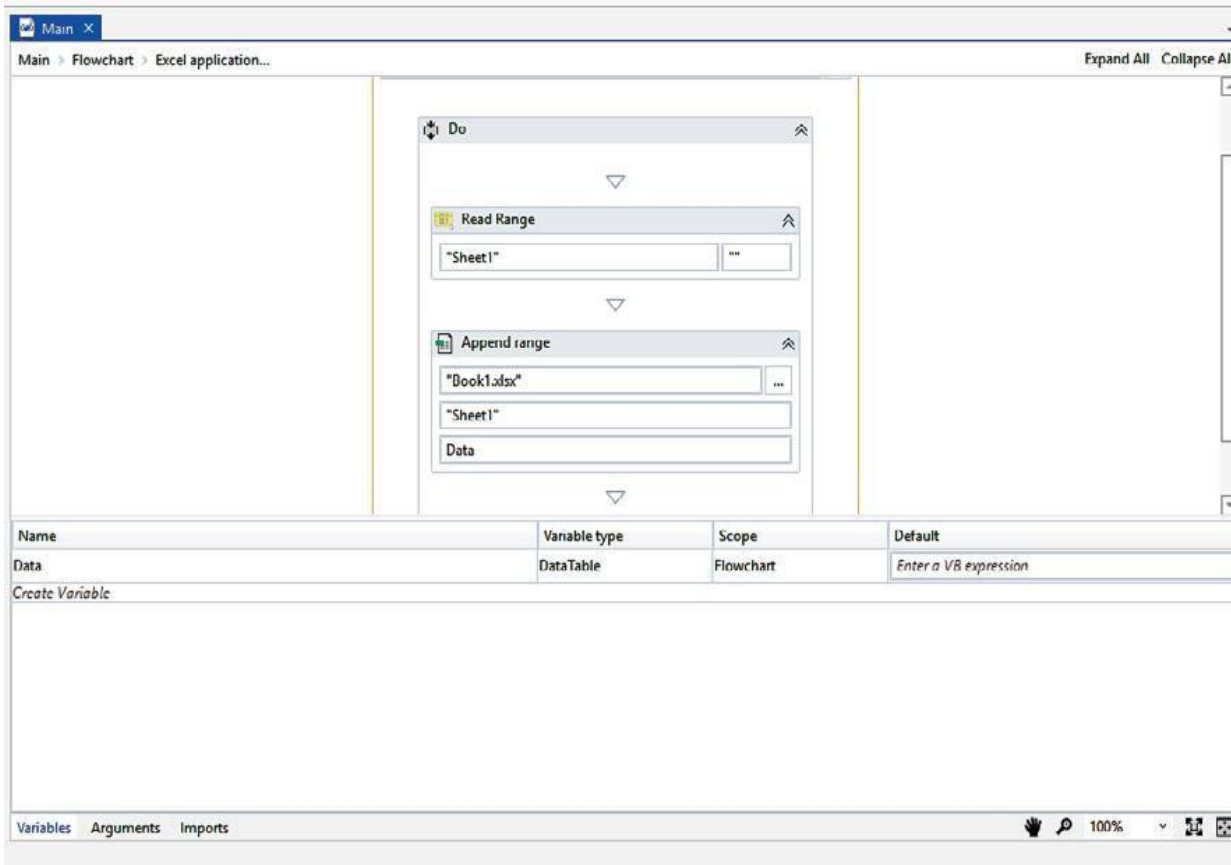 Main
Main > Flowchart > Excel application... Expand All Collapse Al
Do
Read Range
"Sheet1" ""
Append range
"Book1.xlsx" ...
"Sheet1"
Data
Name Variable type Scope Default
Data DataTable Flowchart Enter a VB expression
Create Variable
Variables Arguments Imports 100%